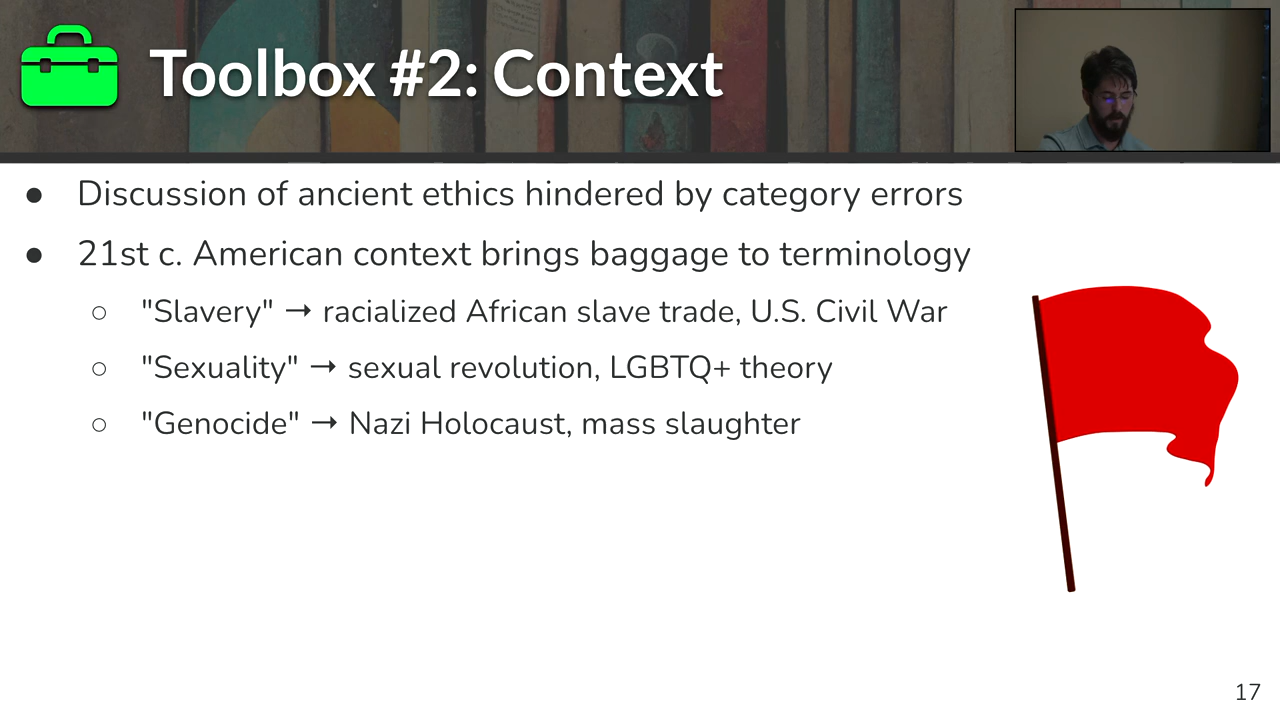 Toolbox #2: Context
● Discussion of ancient ethics hindered by category errors
● 21st c. American context brings baggage to terminology
○ "Slavery" → racialized African slave trade, U.S. Civil War
○ "Sexuality" → sexual revolution, LGBTQ+ theory
○ "Genocide" → Nazi Holocaust, mass slaughter
17